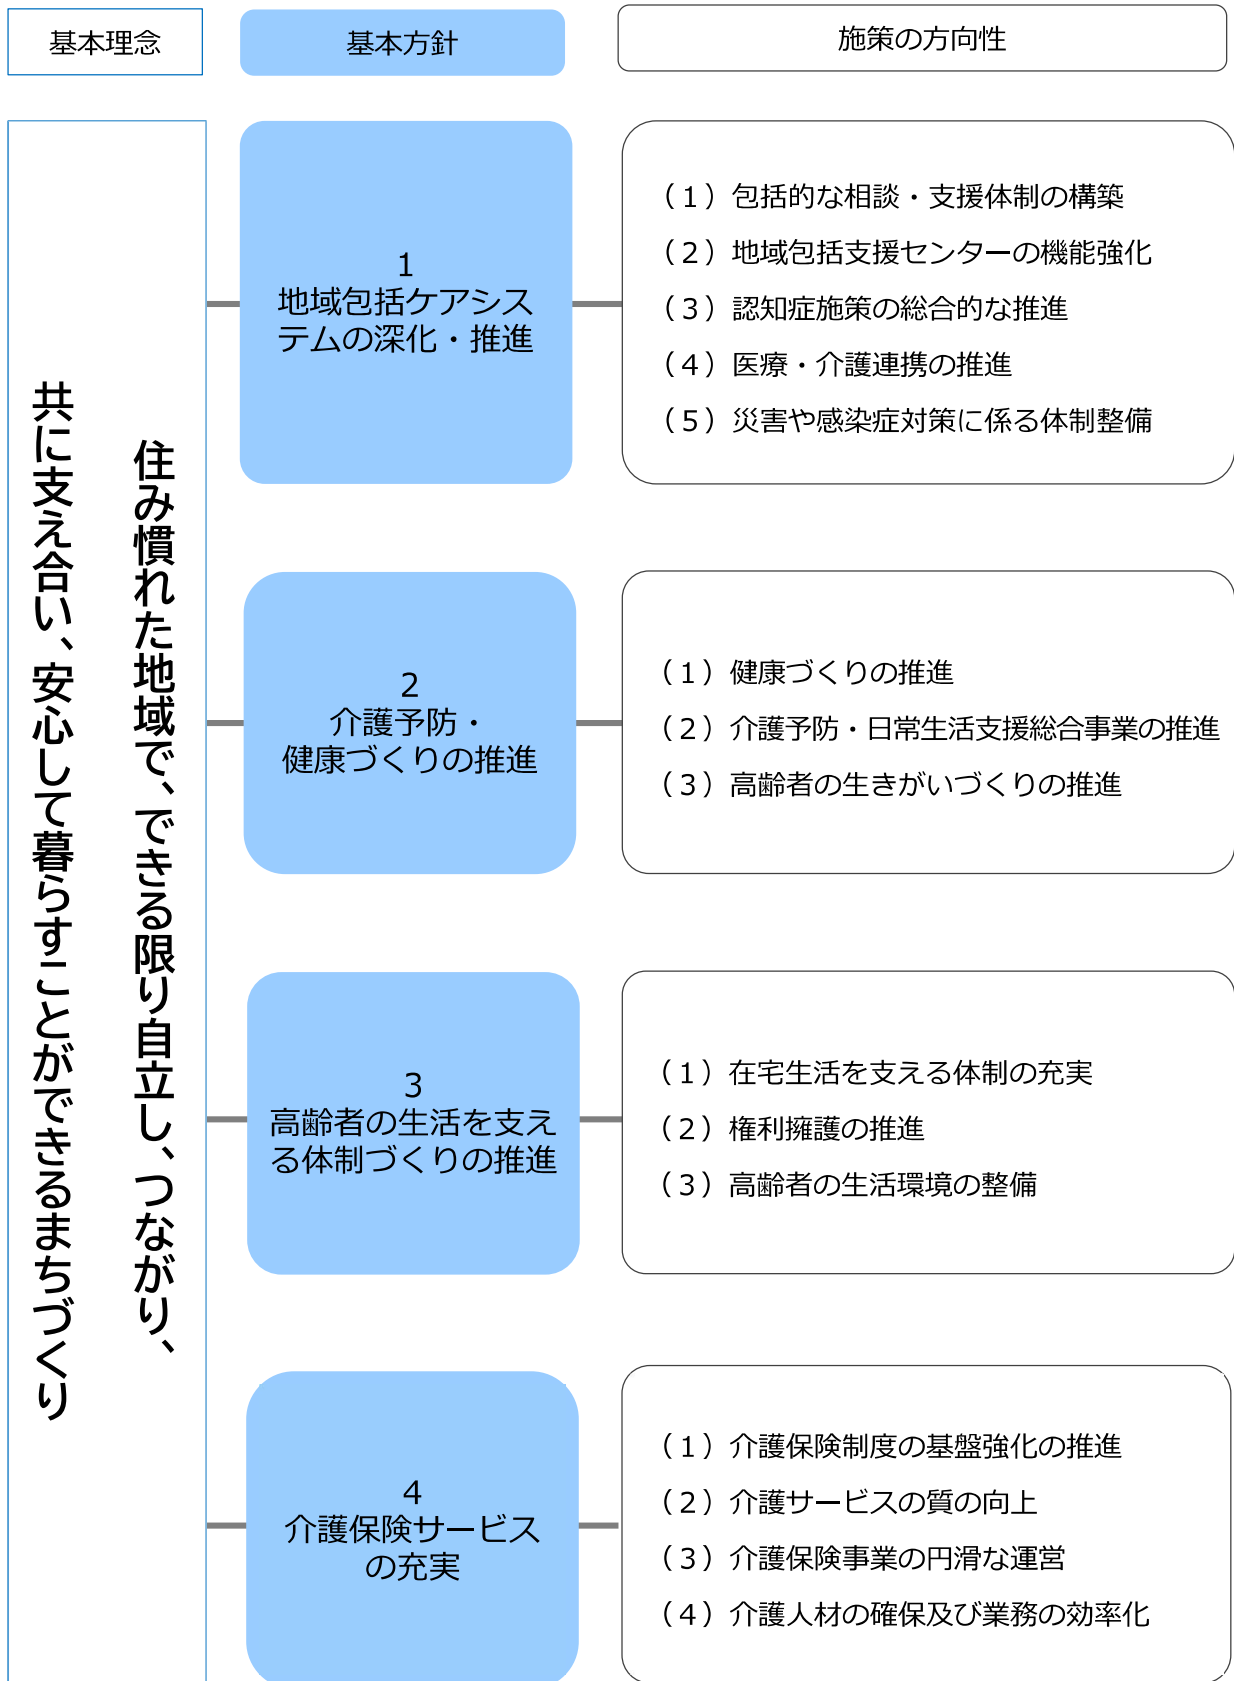 基本理念
基本方針
施策の方向性
住み慣れた地域で、できる限り自立し、つながり、
共に支え合い、安心して暮らすことができるまちづくり
1
地域包括ケアシス
テムの深化・推進
（1）包括的な相談・支援体制の構築
（2）地域包括支援センターの機能強化
（3）認知症施策の総合的な推進
（4）医療・介護連携の推進
（5）災害や感染症対策に係る体制整備
2
介護予防・
健康づくりの推進
（1）健康づくりの推進
（2）介護予防・日常生活支援総合事業の推進
（3）高齢者の生きがいづくりの推進
3
高齢者の生活を支え
る体制づくりの推進
（1）在宅生活を支える体制の充実
（2）権利擁護の推進
（3）高齢者の生活環境の整備
4
介護保険サービス
の充実
（1）介護保険制度の基盤強化の推進
（2）介護サービスの質の向上
（3）介護保険事業の円滑な運営
（4）介護人材の確保及び業務の効率化